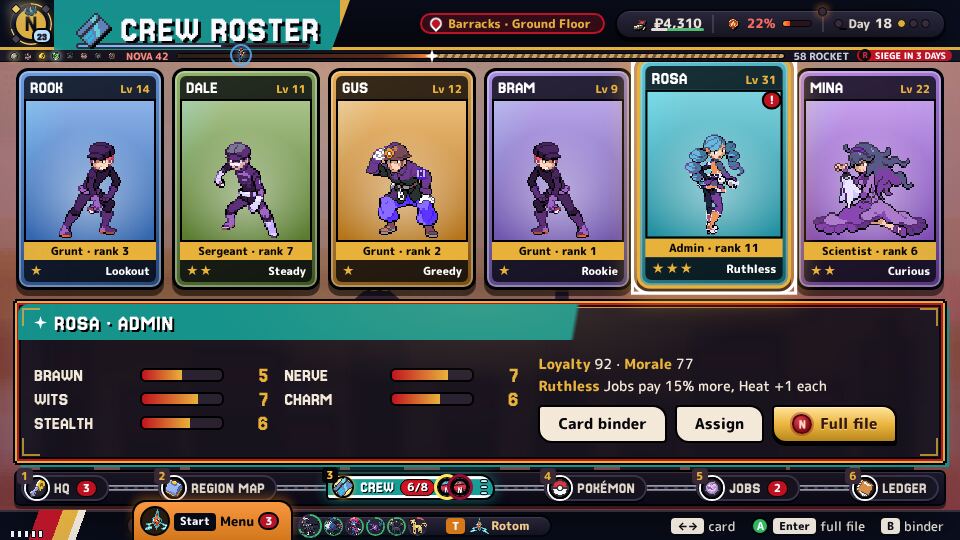 N
23
CREW ROSTER
Barracks · Ground Floor
₽4,310
22%
Day 18
NOVA 42
58 ROCKET
R SIEGE IN 3 DAYS
ROOK Lv 14
Grunt · rank 3
★ Lookout
DALE Lv 11
Sergeant · rank 7
★★ Steady
GUS Lv 12
Grunt · rank 2
★ Greedy
BRAM Lv 9
Grunt · rank 1
★ Rookie
ROSA Lv 31
!
Admin · rank 11
★★★ Ruthless
MINA Lv 22
Scientist · rank 6
★★ Curious
ROSA · ADMIN
BRAWN 5 NERVE 7
WITS 7 CHARM 6
STEALTH 6
Loyalty 92 · Morale 77
Ruthless Jobs pay 15% more, Heat +1 each
Card binder Assign N Full file
1 HQ 3
2 REGION MAP
3 CREW 6/8 N N
4 POKÉMON
5 JOBS 2
6 LEDGER
Start Menu 3
T Rotom
↔ card A Enter full file B binder